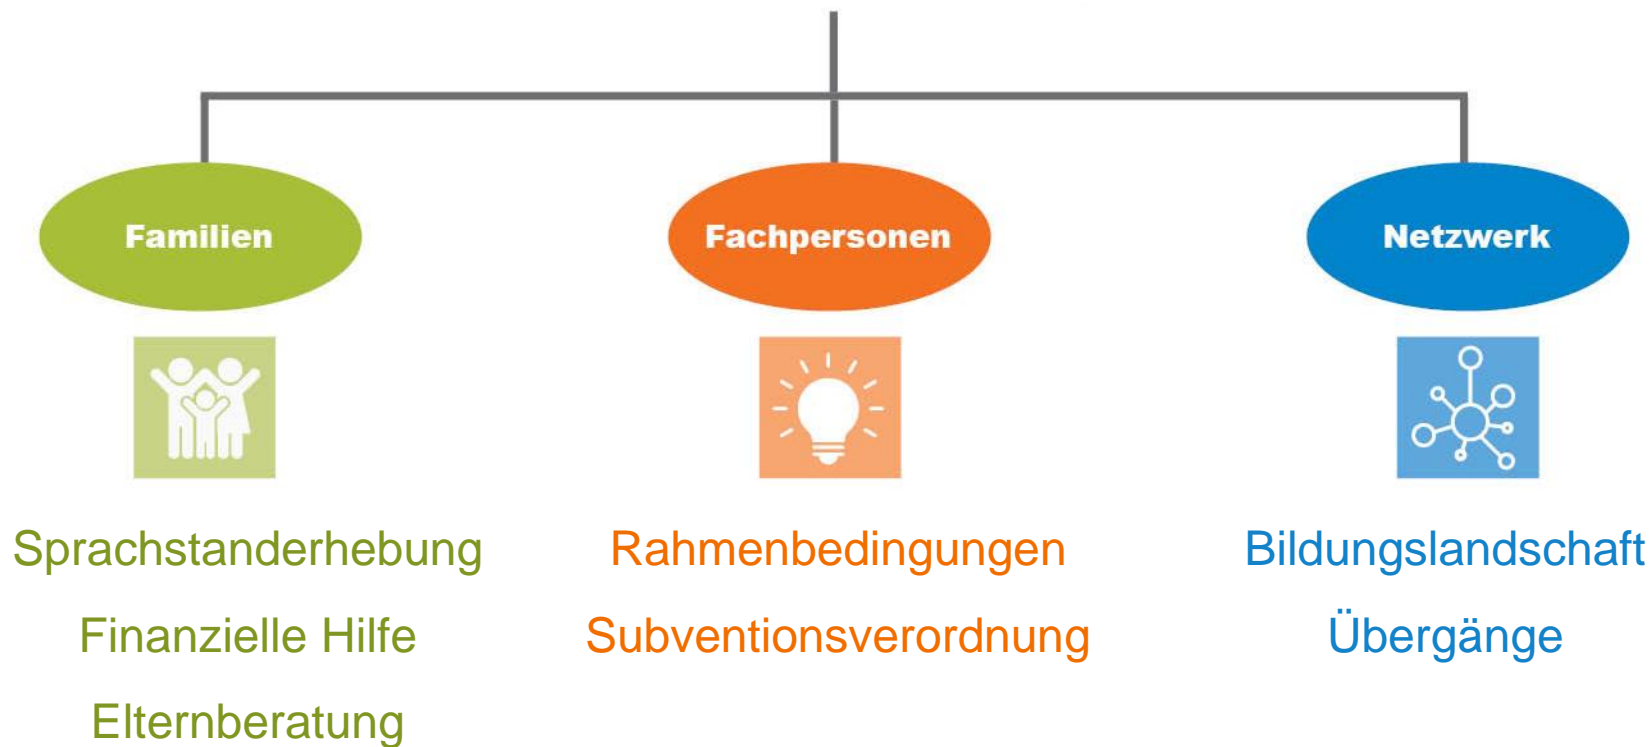 Familien
Fachpersonen
Netzwerk
Sprachstanderhebung
Rahmenbedingungen
Bildungslandschaft
Finanzielle Hilfe
Subventionsverordnung
Übergänge
Elternberatung